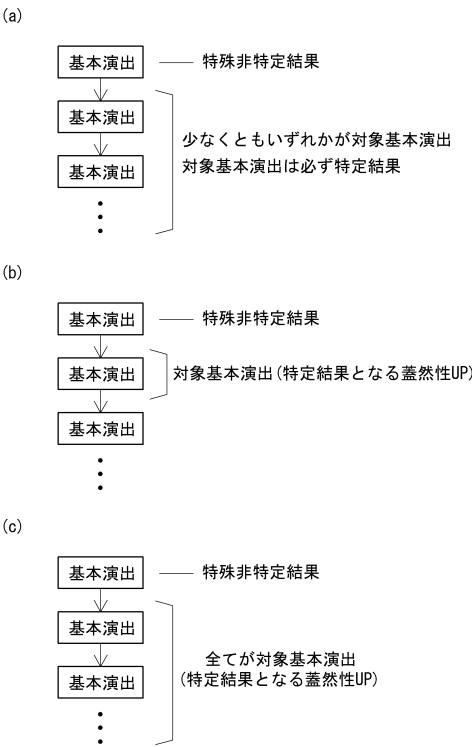 (a)
基本演出 特殊非特定結果
基本演出
少なくともいずれかが対象基本演出
対象基本演出は必ず特定結果
基本演出
(b)
基本演出 特殊非特定結果
基本演出 対象基本演出(特定結果となる蓋然性UP)
基本演出
(c)
基本演出 特殊非特定結果
基本演出
全てが対象基本演出
(特定結果となる蓋然性UP)
基本演出